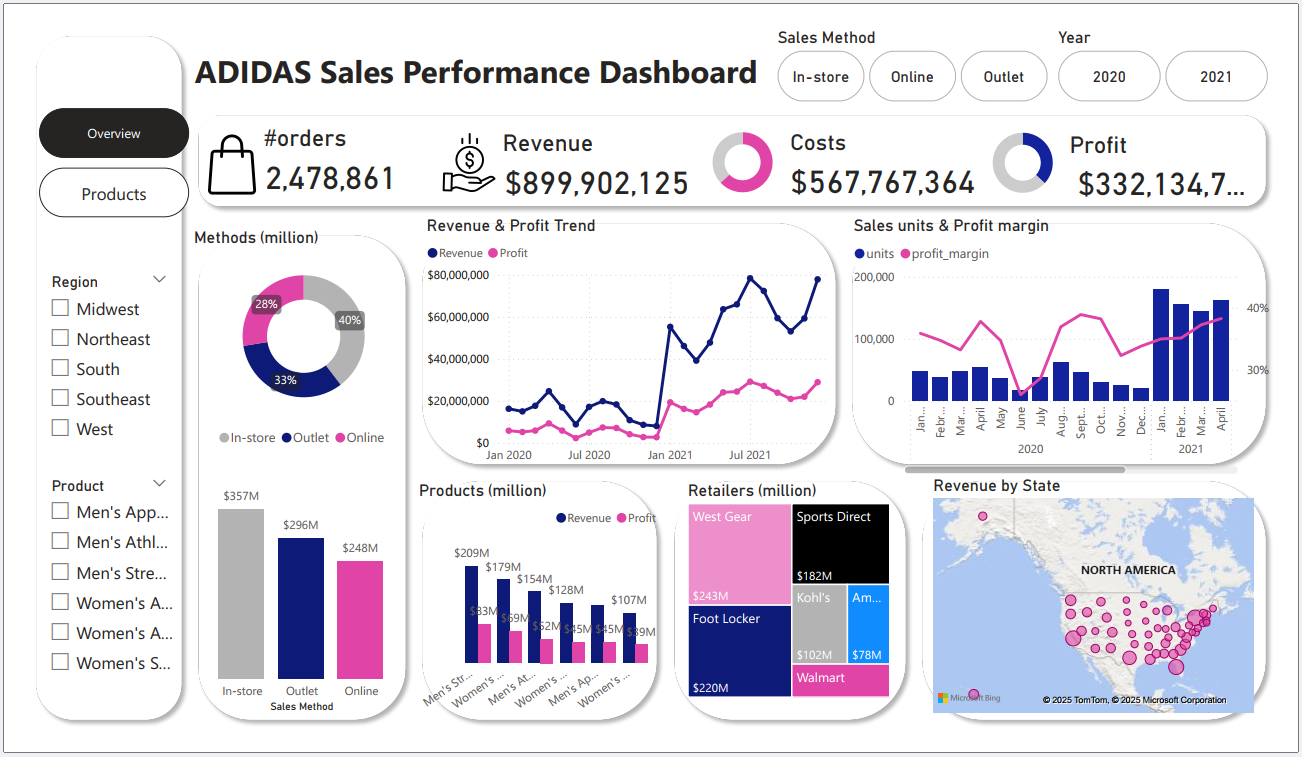 ADIDAS Sales Performance Dashboard
Sales Method
In-store
Online
Outlet
Year
2020
2021
Overview
Products
#orders
2,478,861
Revenue
$899,902,125
Costs
$567,767,364
Profit
$332,134,7...
Region
Midwest
Northeast
South
Southeast
West
Product
Men's App...
Men's Athl...
Men's Stre...
Women's A...
Women's A...
Women's S...
Methods (million)
28%
40%
33%
In-store Outlet Online
$357M
$296M
$248M
In-store Outlet Online
Sales Method
Revenue & Profit Trend
Revenue Profit
$80,000,000
$60,000,000
$40,000,000
$20,000,000
$0
Jan 2020 Jul 2020 Jan 2021 Jul 2021
Sales units & Profit margin
units profit_margin
200,000
100,000
0
40%
30%
Jan... Febr... Mar... April May June July Aug... Sept... Oct... Nov... Dec... Jan... Febr... Mar... April
2020 2021
Products (million)
Revenue Profit
$209M
$179M
$154M
$128M
$107M
$83M
$69M
$52M
$45M
$45M
$39M
Men's Str... Women's ... Men's At... Women's ... Men's Ap... Women's ...
Retailers (million)
West Gear
$243M
Foot Locker
$220M
Sports Direct
$182M
Kohl's
$102M
Am...
$78M
Walmart
Revenue by State
NORTH AMERICA
Microsoft Bing
© 2025 TomTom, © 2025 Microsoft Corporation